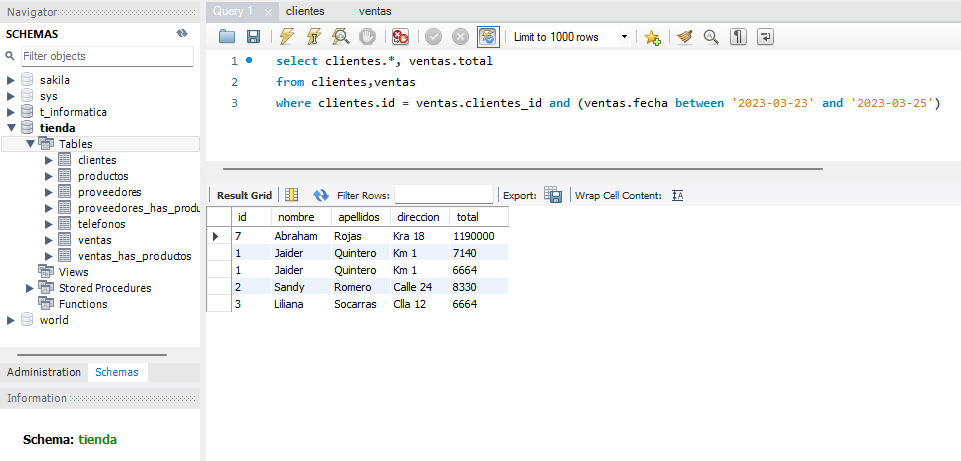 Navigator
SCHEMAS
Filter objects
sakila
sys
t_informatica
tienda
Tables
clientes
productos
proveedores
proveedores_has_produ
telefonos
ventas
ventas_has_productos
Views
Stored Procedures
Functions
world
Administration Schemas
Information
Schema: tienda
Query 1 clientes ventas
Limit to 1000 rows
1 select clientes.*, ventas.total
2 from clientes,ventas
3 where clientes.id = ventas.clientes_id and (ventas.fecha between '2023-03-23' and '2023-03-25')
Result Grid Filter Rows: Export: Wrap Cell Content:
id nombre apellidos direccion total
7 Abraham Rojas Kra 18 1190000
1 Jaider Quintero Km 1 7140
1 Jaider Quintero Km 1 6664
2 Sandy Romero Calle 24 8330
3 Liliana Socarras Clla 12 6664